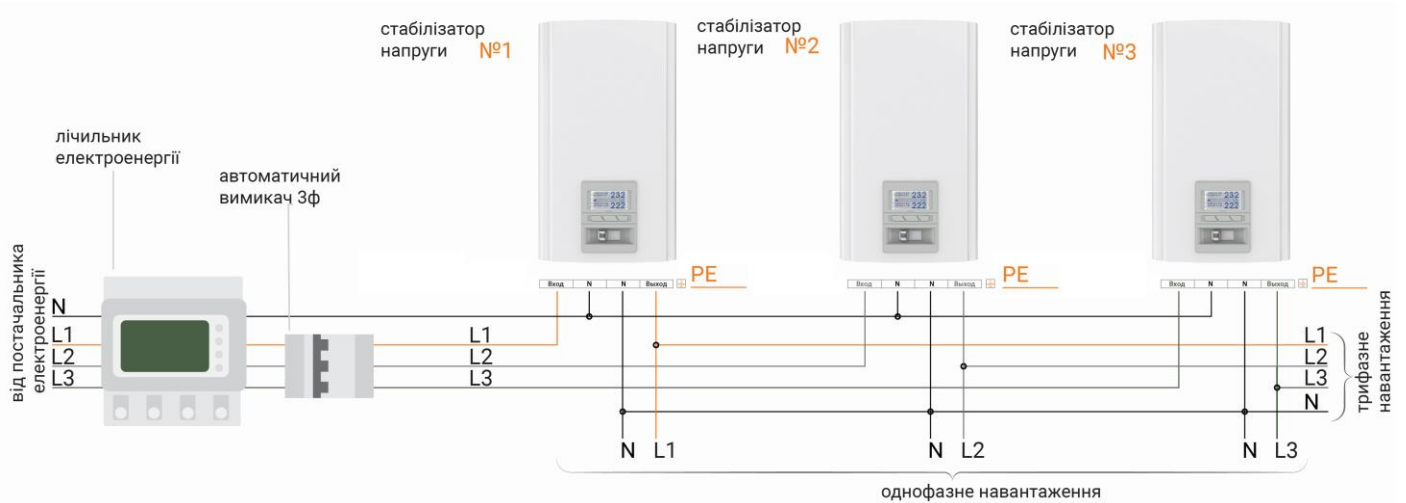 стабілізатор
напруги №1
стабілізатор
напруги №2
стабілізатор
напруги №3
лічильник
електроенергії
автоматичний
вимикач 3ф
232
222
232
222
232
222
Вход N N Выход PE
Вход N N Выход PE
Вход N N Выход PE
від постачальника
електроенергії
N
L1
L2
L3
L1
L2
L3
L1
L2
L3
N
трифазне
навантаження
N L1
N L2
N L3
однофазне навантаження